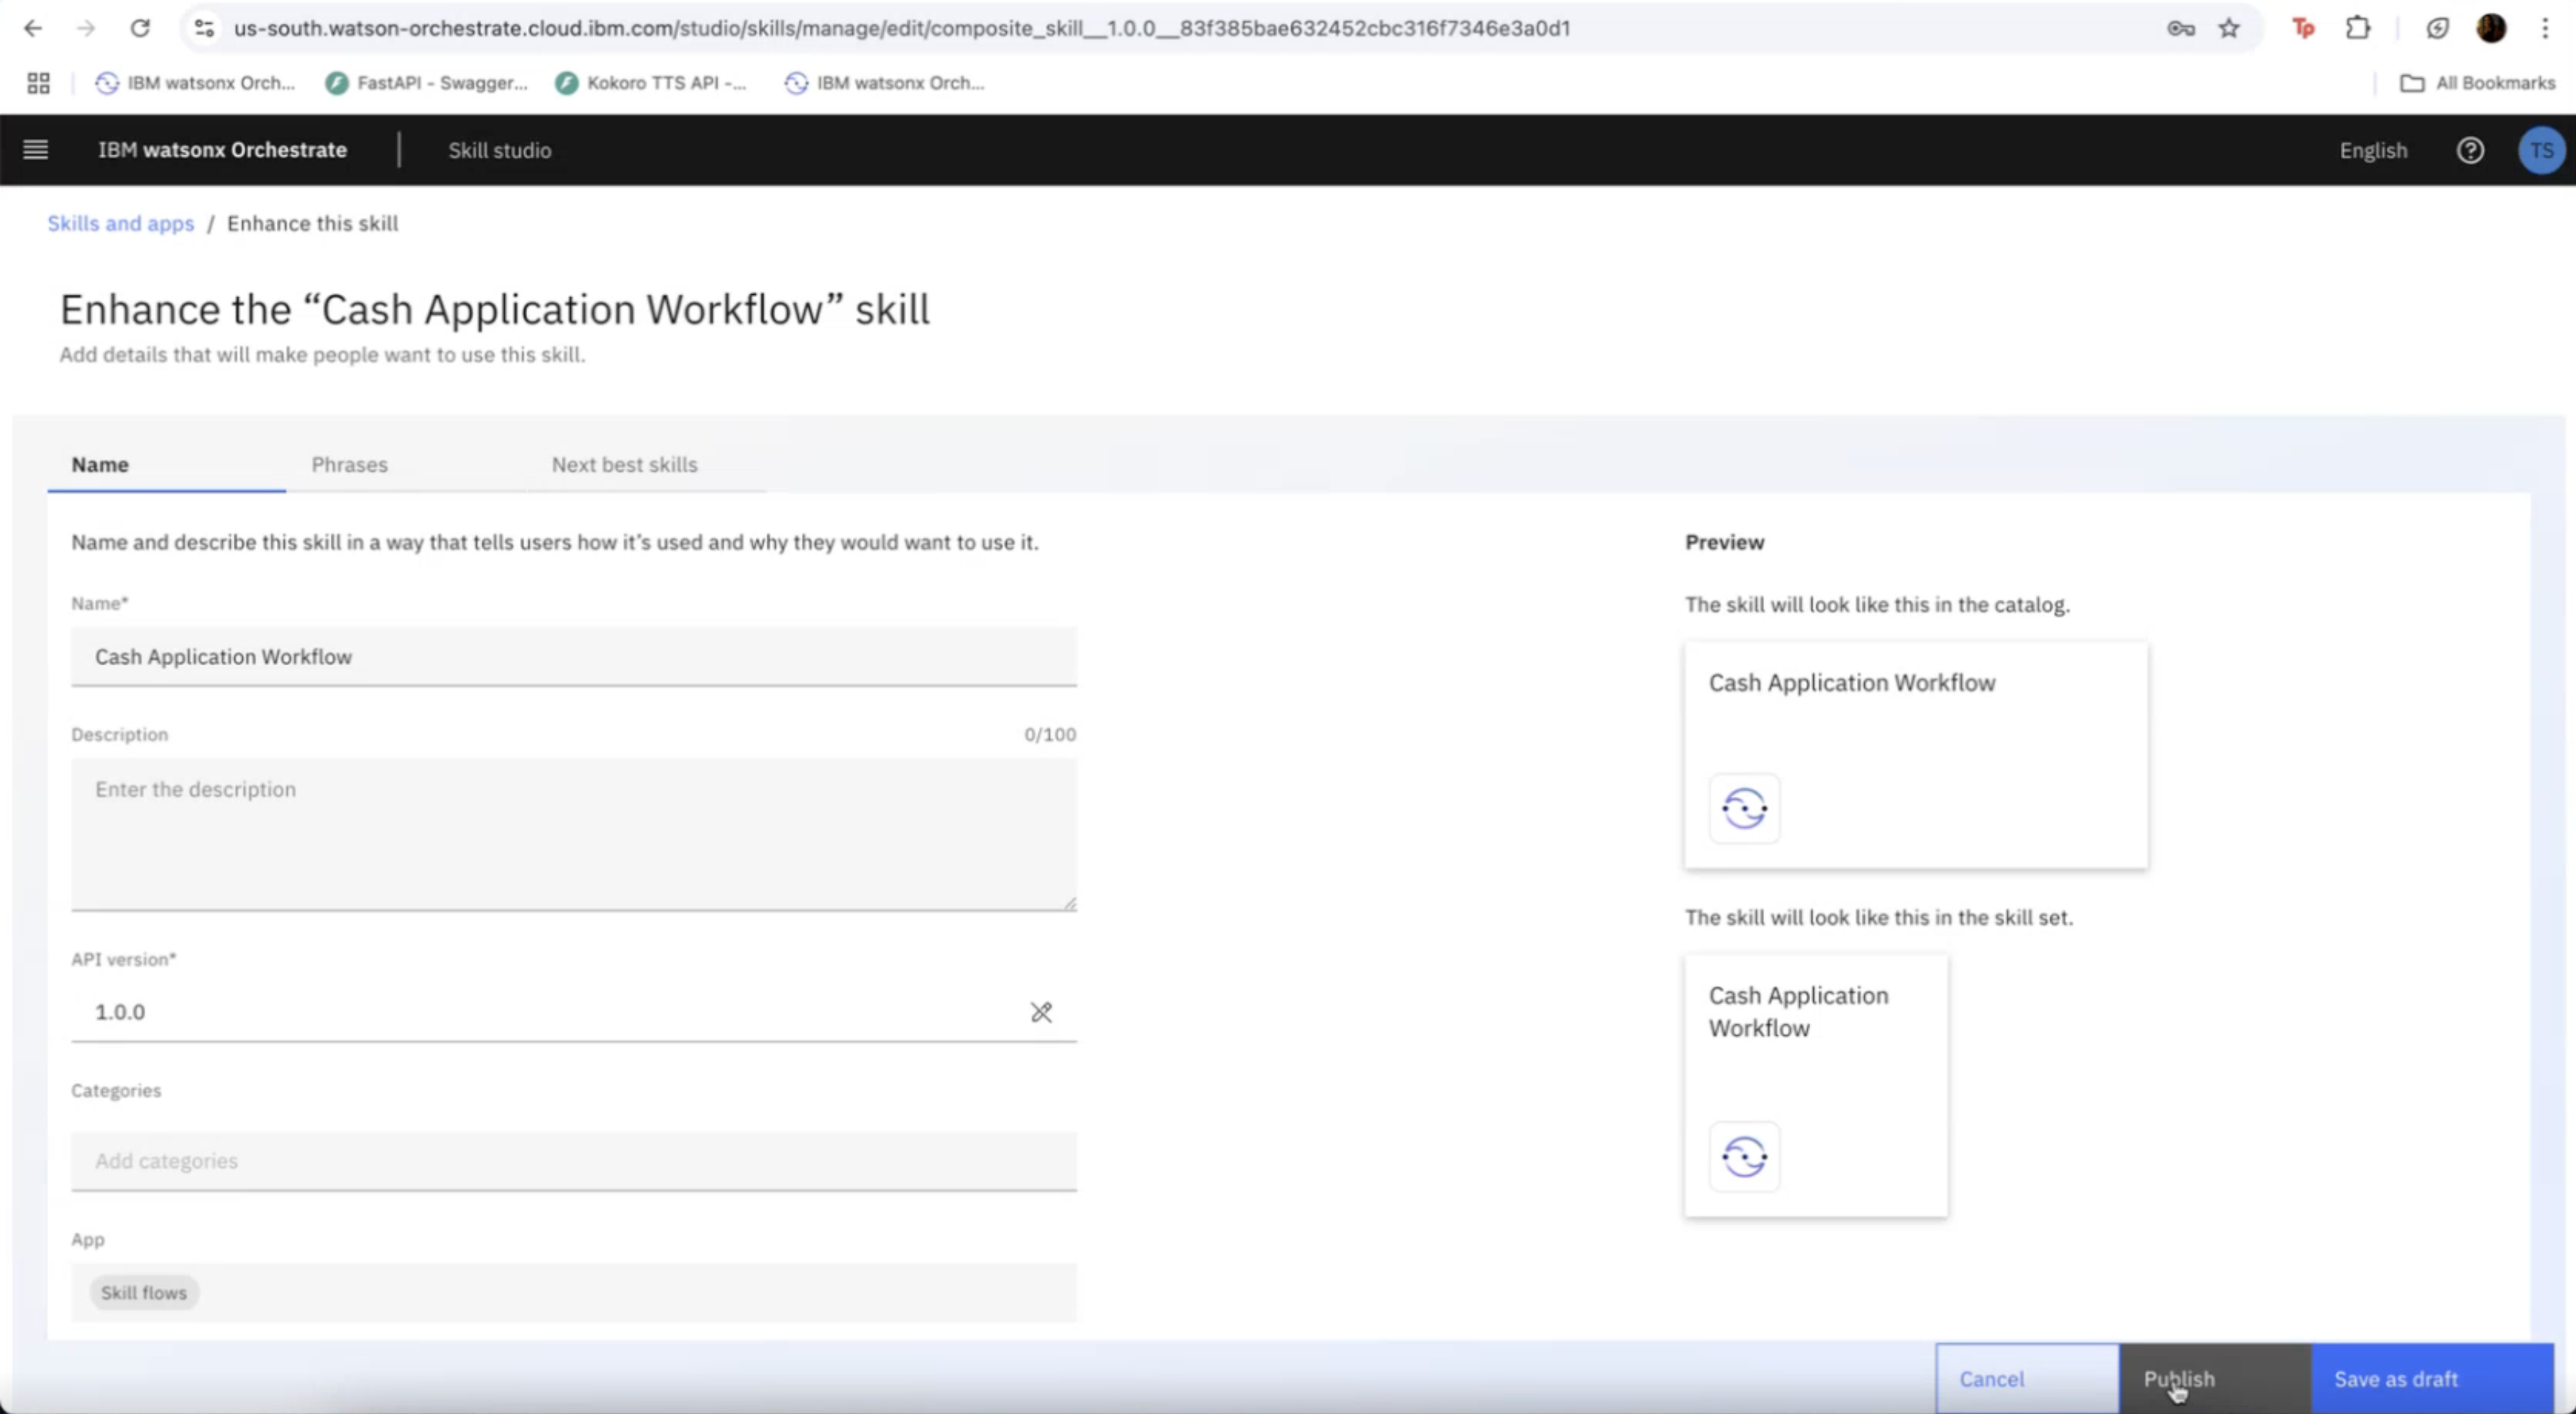 us-south.watson-orchestrate.cloud.ibm.com/studio/skills/manage/edit/composite_skill__1.0.0__83f385bae632452cbc316f7346e3a0d1
Tp
IBM watsonx Orch... FastAPI - Swagger... Kokoro TTS API -... IBM watsonx Orch... All Bookmarks
IBM watsonx Orchestrate Skill studio English TS
Skills and apps / Enhance this skill
Enhance the “Cash Application Workflow” skill
Add details that will make people want to use this skill.
Name Phrases Next best skills
Name and describe this skill in a way that tells users how it’s used and why they would want to use it.
Name*
Cash Application Workflow
Description 0/100
Enter the description
API version*
1.0.0
Categories
Add categories
App
Skill flows
Preview
The skill will look like this in the catalog.
Cash Application Workflow
The skill will look like this in the skill set.
Cash Application
Workflow
Cancel Publish Save as draft